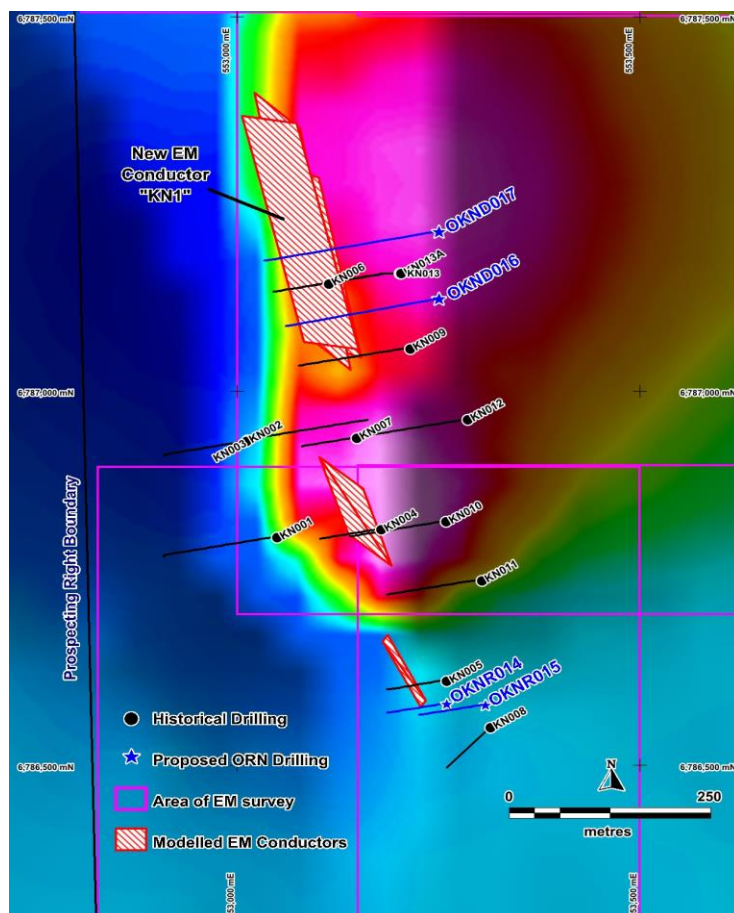 6,787,500 mN
6,787,500 mN
553,000 mE
553,500 mE
New EM
Conductor
"KN1"
OKND017
KN013A
KN013
KN006
OKND016
KN009
6,787,000 mN
6,787,000 mN
KN012
KN003
KN002
KN007
KN001
KN004
KN010
KN011
Prospecting Right Boundary
KN005
OKNR014
OKNR015
KN008
Historical Drilling
Proposed ORN Drilling
6,786,500 mN
6,786,500 mN
N
Area of EM survey
0
250
metres
Modelled EM Conductors
553,000 mE
553,500 mE